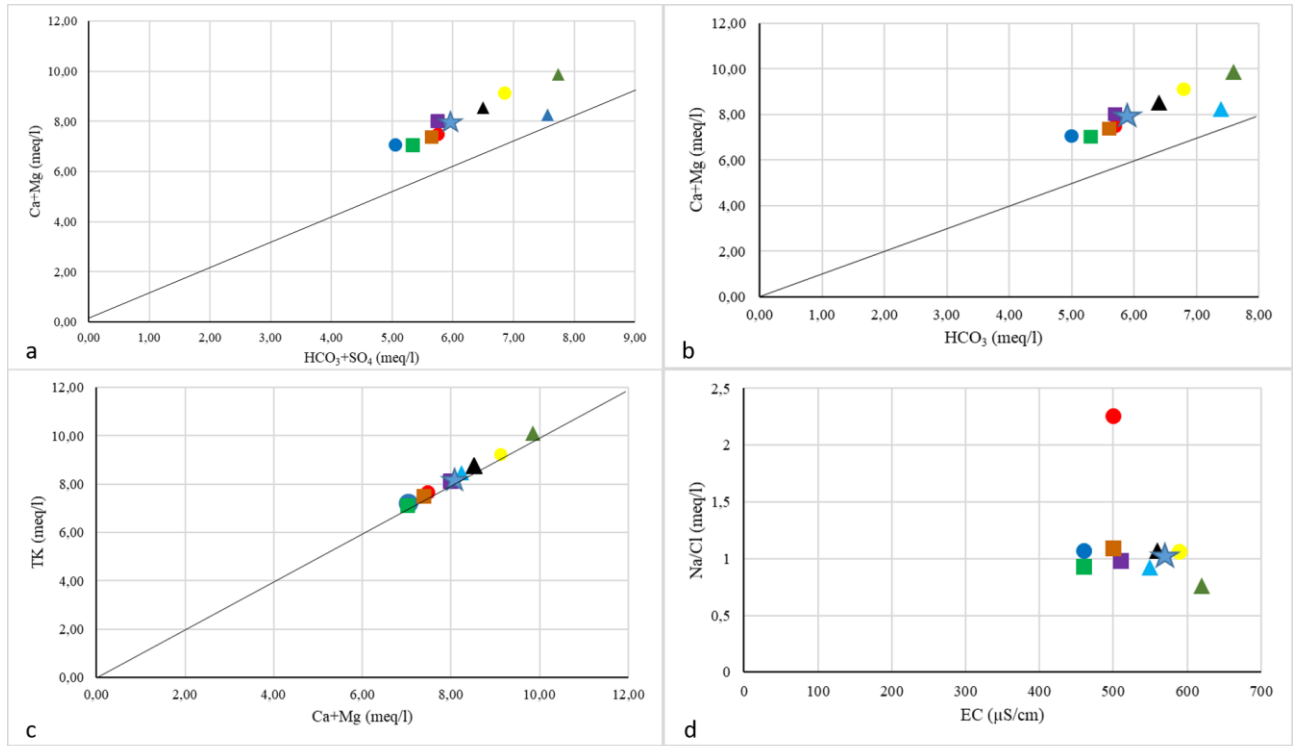 12,00
10,00
8,00
6,00
4,00
2,00
0,00
Ca+Mg (meq/l)
0,00 1,00 2,00 3,00 4,00 5,00 6,00 7,00 8,00 9,00
HCO₃+SO₄ (meq/l)
a
12,00
10,00
8,00
6,00
4,00
2,00
0,00
Ca+Mg (meq/l)
0,00 1,00 2,00 3,00 4,00 5,00 6,00 7,00 8,00
HCO₃ (meq/l)
b
12,00
10,00
8,00
6,00
4,00
2,00
0,00
TK (meq/l)
0,00 2,00 4,00 6,00 8,00 10,00 12,00
Ca+Mg (meq/l)
c
2,5
2
1,5
1
0,5
0
Na/Cl (meq/l)
0 100 200 300 400 500 600 700
EC (µS/cm)
d